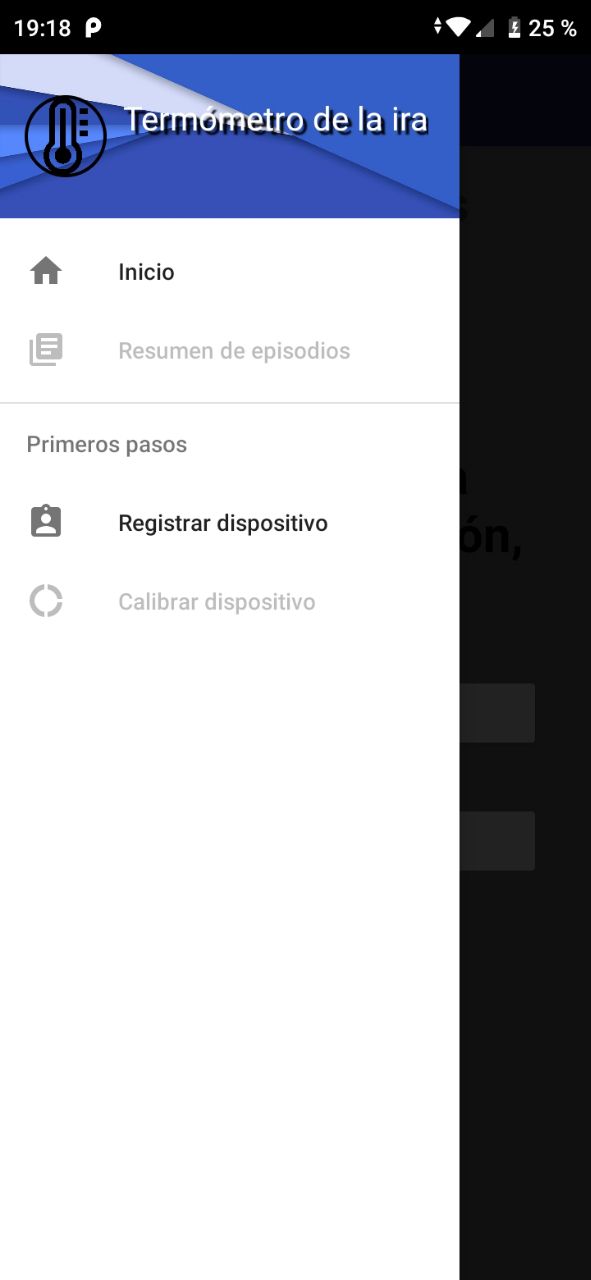 19:18
25 %
Termómetro de la ira
Inicio
Resumen de episodios
Primeros pasos
Registrar dispositivo
Calibrar dispositivo
ón,